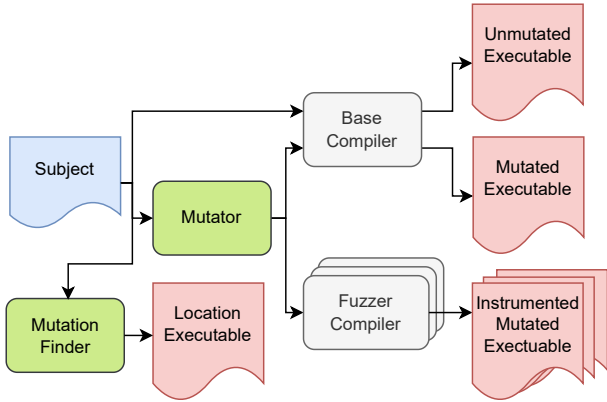 Unmutated
Executable
Base
Compiler
Subject
Mutated
Executable
Mutator
Mutation
Finder
Location
Executable
Fuzzer
Compiler
Instrumented
Mutated
Exectuable